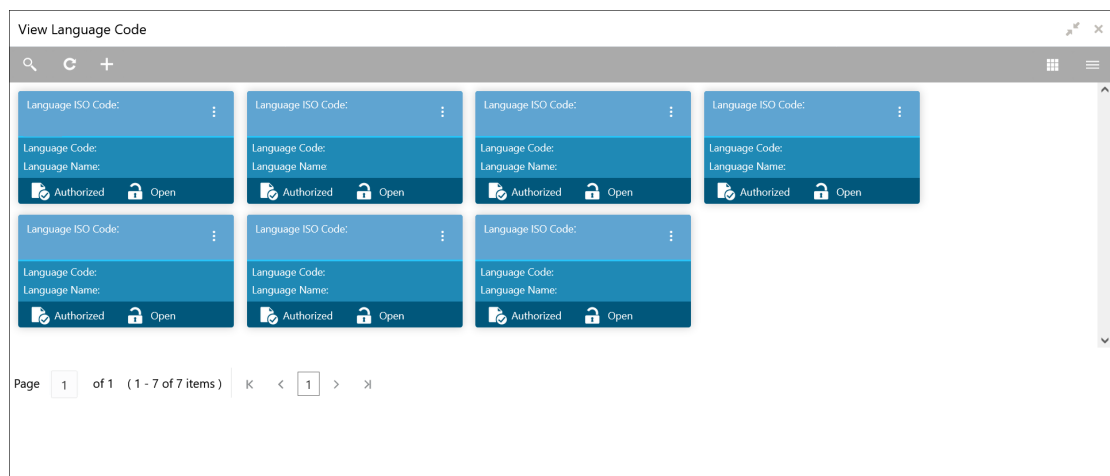 View Language Code
Language ISO Code: Language ISO Code: Language ISO Code: Language ISO Code:
Language Code: Language Code: Language Code: Language Code:
Language Name: Language Name Language Name: Language Name:
Authorized Open Authorized Open Authorized Open Authorized Open
Language ISO Code: Language ISO Code: Language ISO Code:
Language Code: Language Code: Language Code:
Language Name: Language Name: Language Name:
Authorized Open Authorized Open Authorized Open
Page 1 of 1 ( 1 - 7 of 7 items ) 1